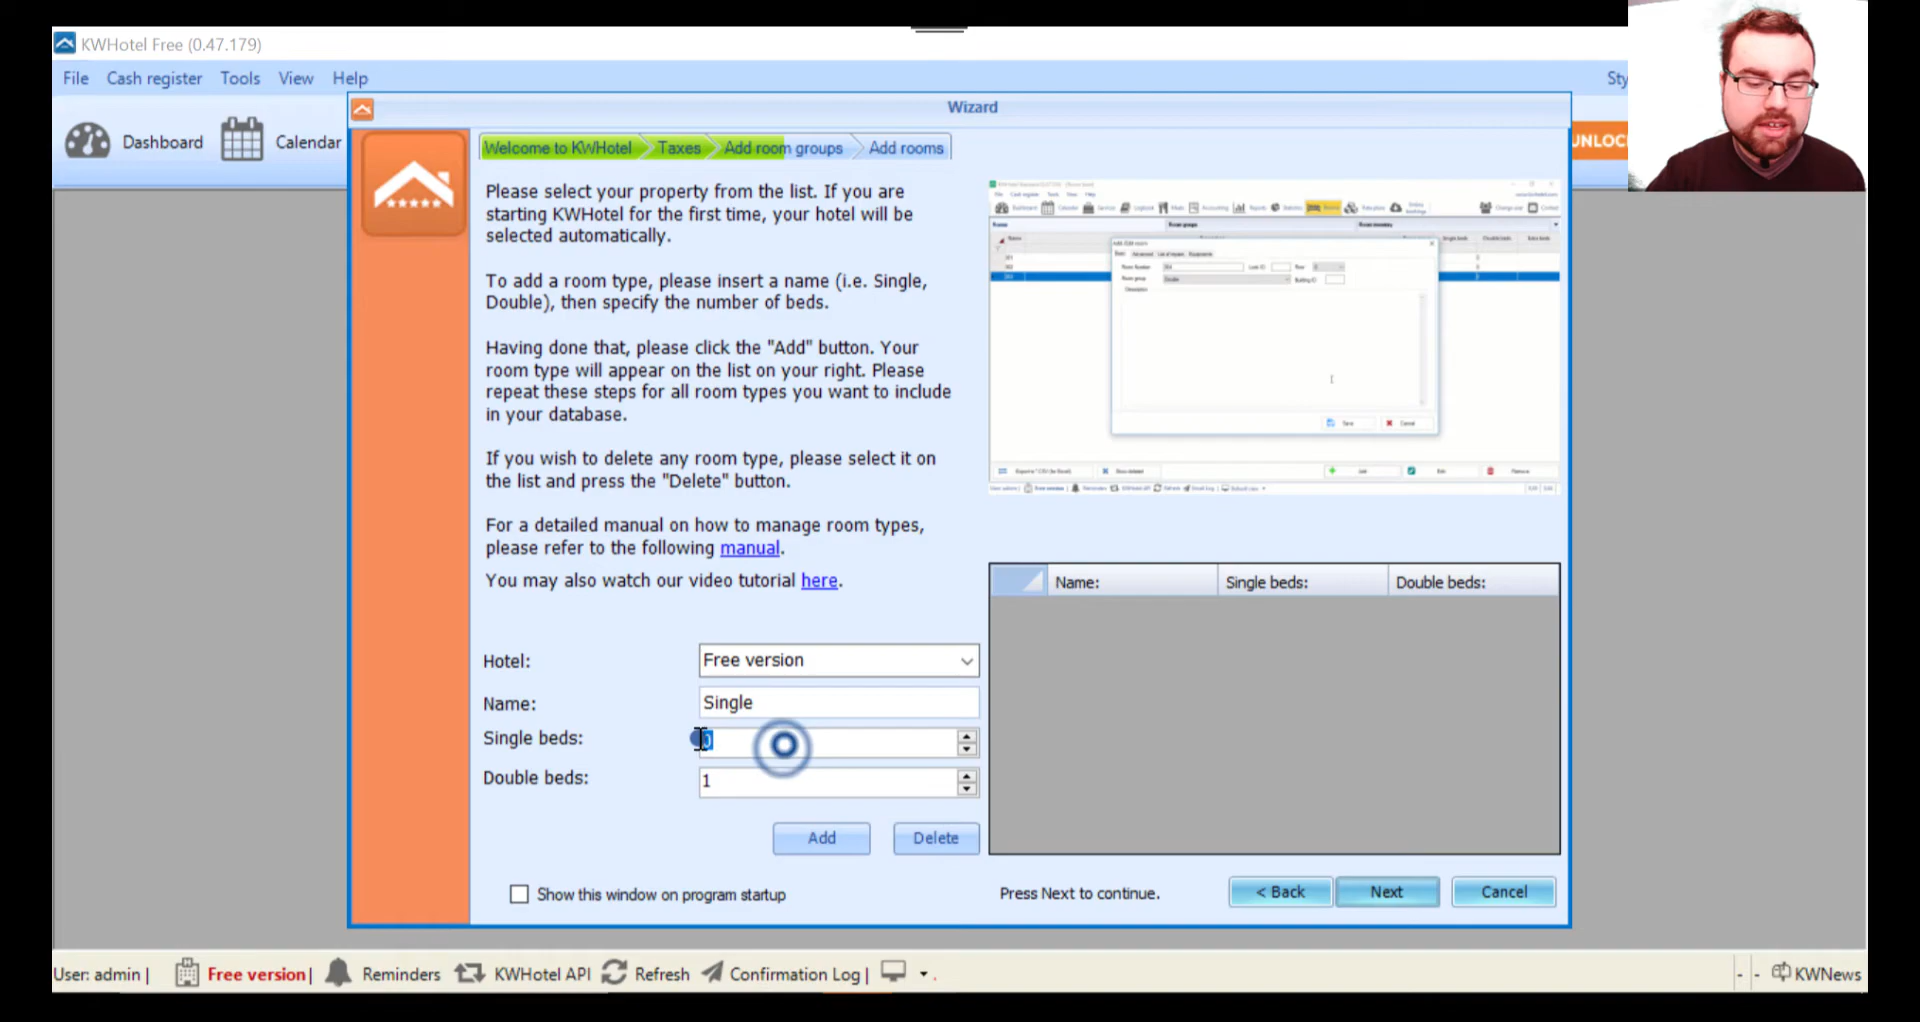 KWHotel Free (0.47.179)
File Cash register Tools View Help
Sty
Dashboard Calendar
UNLOC
Wizard
Welcome to KWHotel Taxes Add room groups Add rooms
Please select your property from the list. If you are
starting KWHotel for the first time, your hotel will be
selected automatically.
To add a room type, please insert a name (i.e. Single,
Double), then specify the number of beds.
Having done that, please click the "Add" button. Your
room type will appear on the list on your right. Please
repeat these steps for all room types you want to include
in your database.
If you wish to delete any room type, please select it on
the list and press the "Delete" button.
For a detailed manual on how to manage room types,
please refer to the following manual.
You may also watch our video tutorial here.
Name: Single beds: Double beds:
Hotel: Free version
Name: Single
Single beds: 0
Double beds: 1
Add Delete
Show this window on program startup
Press Next to continue. < Back Next Cancel
User: admin | Free version | Reminders KWHotel API Refresh Confirmation Log | - - KWNews